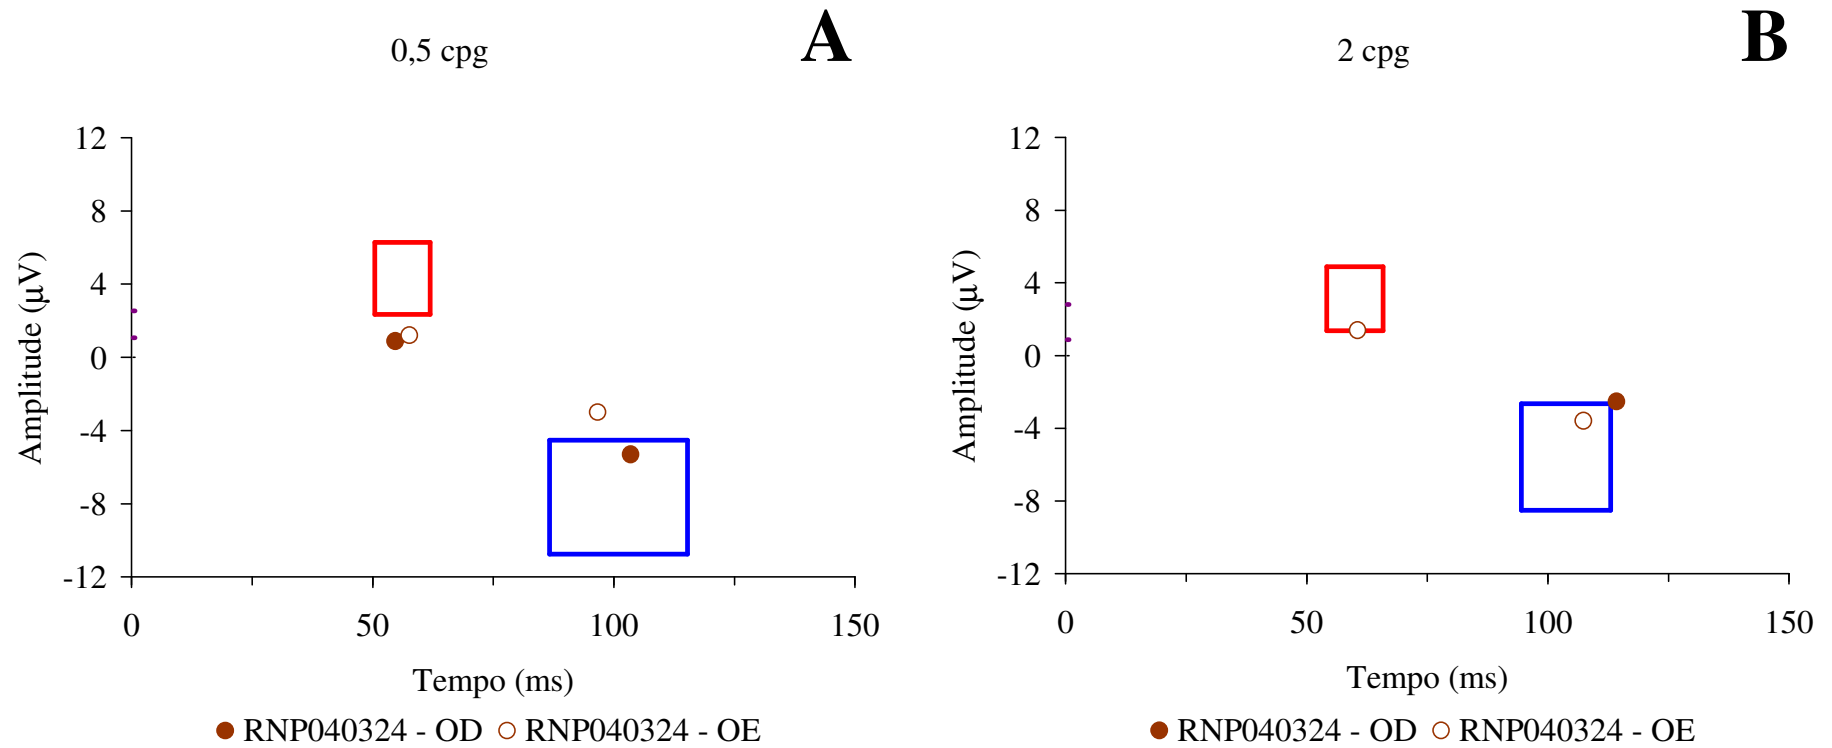 0,5 cpg
A
12
8
4
0
-4
-8
-12
Amplitude (µV)
0 50 100 150
Tempo (ms)
RNP040324 - OD RNP040324 - OE
2 cpg
B
12
8
4
0
-4
-8
-12
Amplitude (µV)
0 50 100 150
Tempo (ms)
RNP040324 - OD RNP040324 - OE